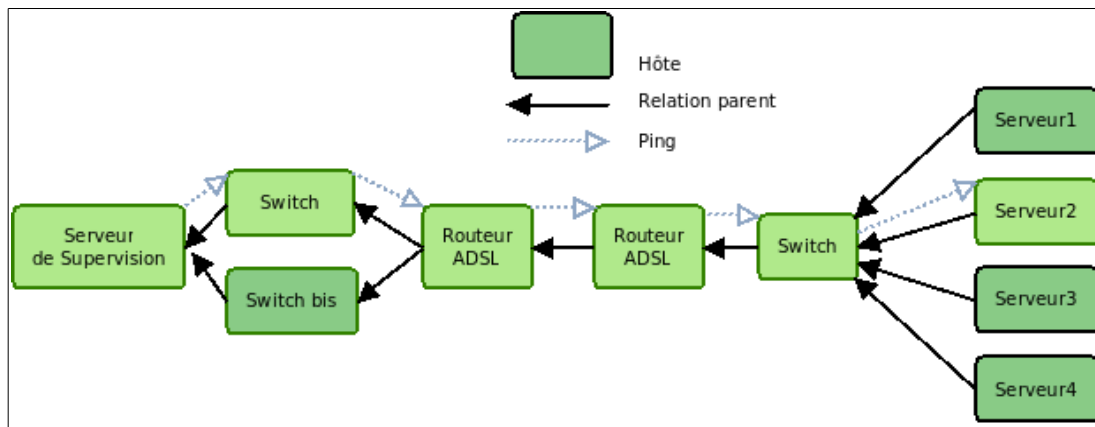 Hôte
Relation parent
Ping
Serveur1
Switch
Serveur2
Serveur
de Supervision
Routeur
ADSL
Routeur
ADSL
Switch
Switch bis
Serveur3
Serveur4